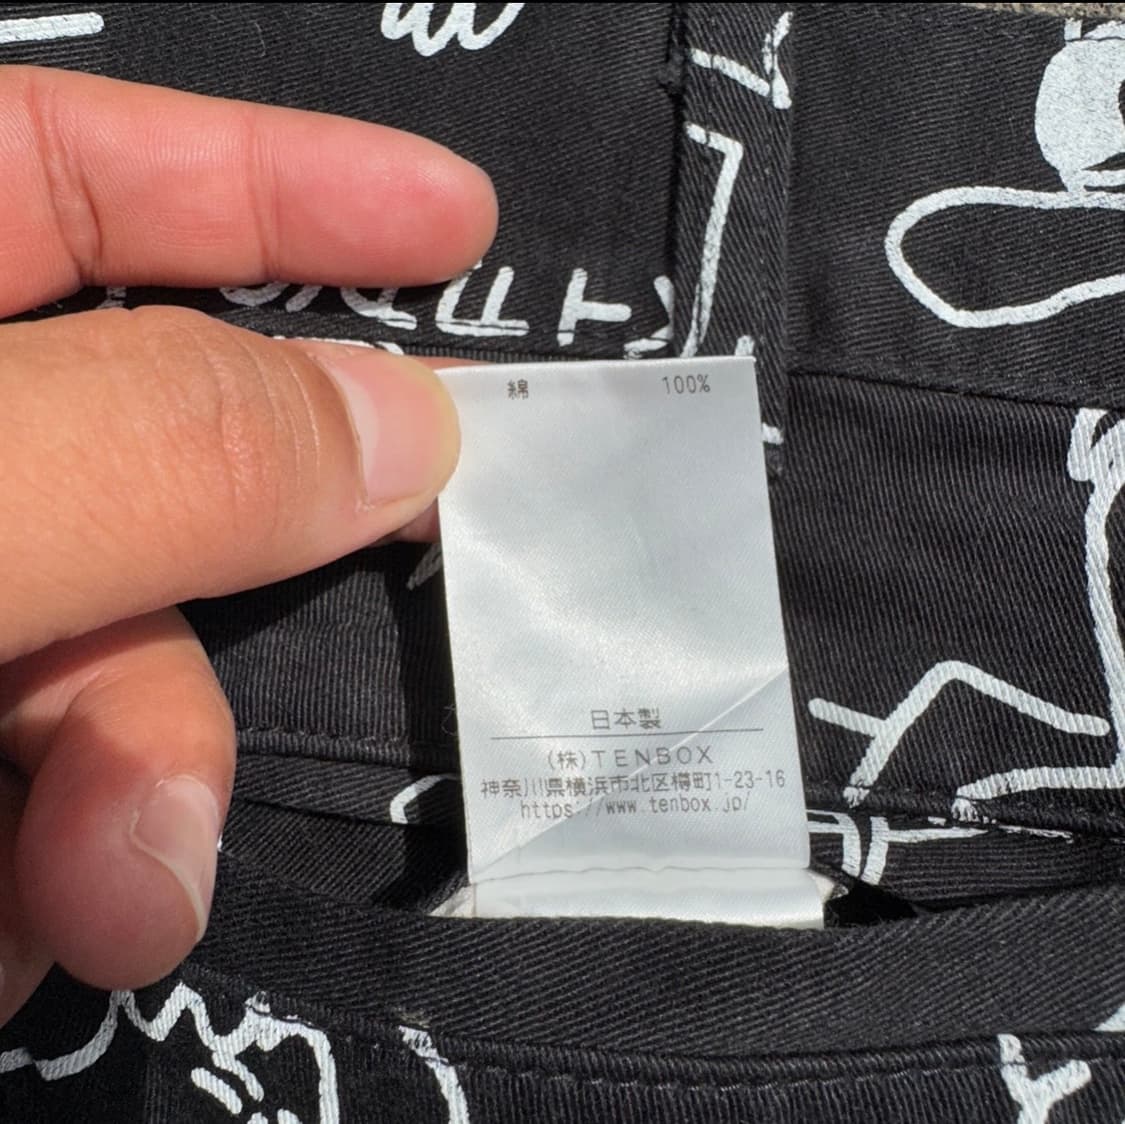 綿 100%
日本製
(株)TENBOX
神奈川県横浜市北区樽町1-23-16
https://www.tenbox.jp/